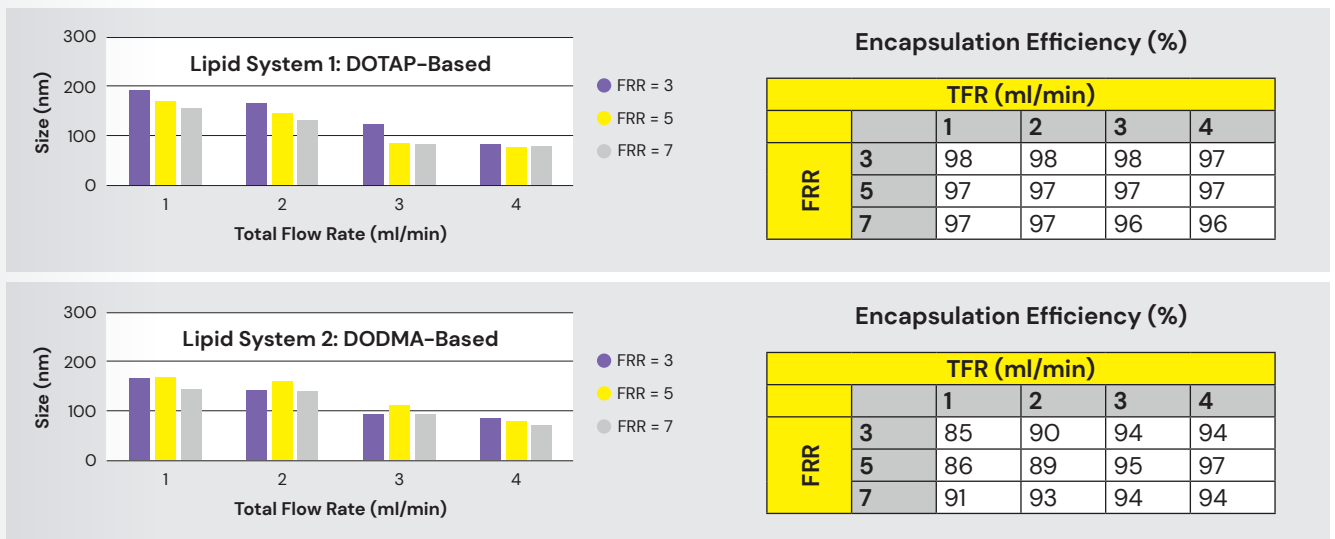 300
Lipid System 1: DOTAP-Based
200
100
0
Size (nm)
1 2 3 4
Total Flow Rate (ml/min)
FRR = 3
FRR = 5
FRR = 7
Encapsulation Efficiency (%)
TFR (ml/min)
1 2 3 4
FRR
3 98 98 98 97
5 97 97 97 97
7 97 97 96 96
300
Lipid System 2: DODMA-Based
200
100
0
Size (nm)
1 2 3 4
Total Flow Rate (ml/min)
FRR = 3
FRR = 5
FRR = 7
Encapsulation Efficiency (%)
TFR (ml/min)
1 2 3 4
FRR
3 85 90 94 94
5 86 89 95 97
7 91 93 94 94